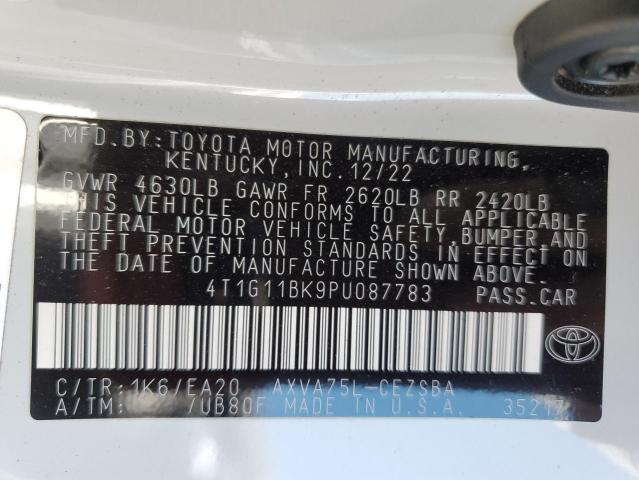 MFD. BY: TOYOTA MOTOR MANUFACTURING,
KENTUCKY, INC. 12/22
GVWR 4630LB GAWR FR 2620LB RR 2420LB
THIS VEHICLE CONFORMS TO ALL APPLICABLE
FEDERAL MOTOR VEHICLE SAFETY, BUMPER, AND
THEFT PREVENTION STANDARDS IN EFFECT ON
THE DATE OF MANUFACTURE SHOWN ABOVE.
4T1G11BK9PU087783 PASS.CAR
C/TR: 1K6/EA20 AXVA75L-CEZSBA
A/TM: /UB80F MADE IN U.S.A.